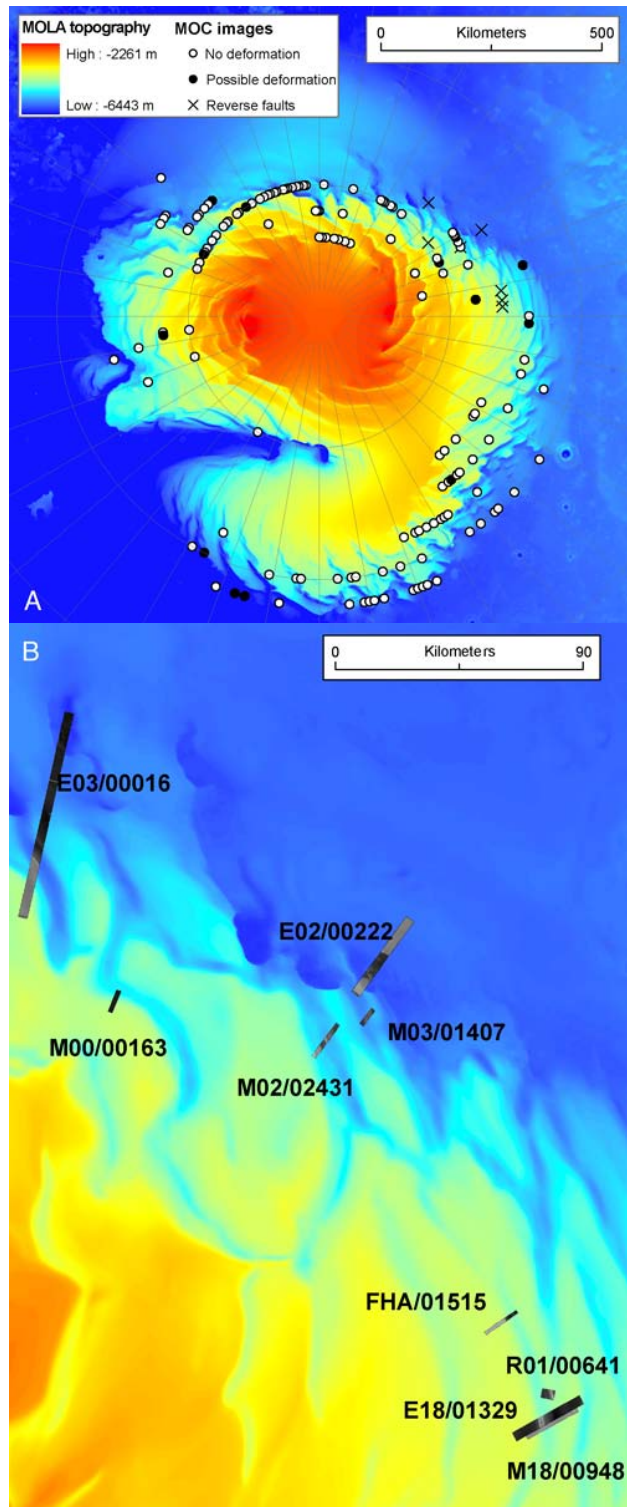 MOLA topography
High : -2261 m
Low : -6443 m
MOC images
No deformation
Possible deformation
Reverse faults
Kilometers
0 500
A
B
Kilometers
0 90
E03/00016
E02/00222
M00/00163
M03/01407
M02/02431
FHA/01515
R01/00641
E18/01329
M18/00948